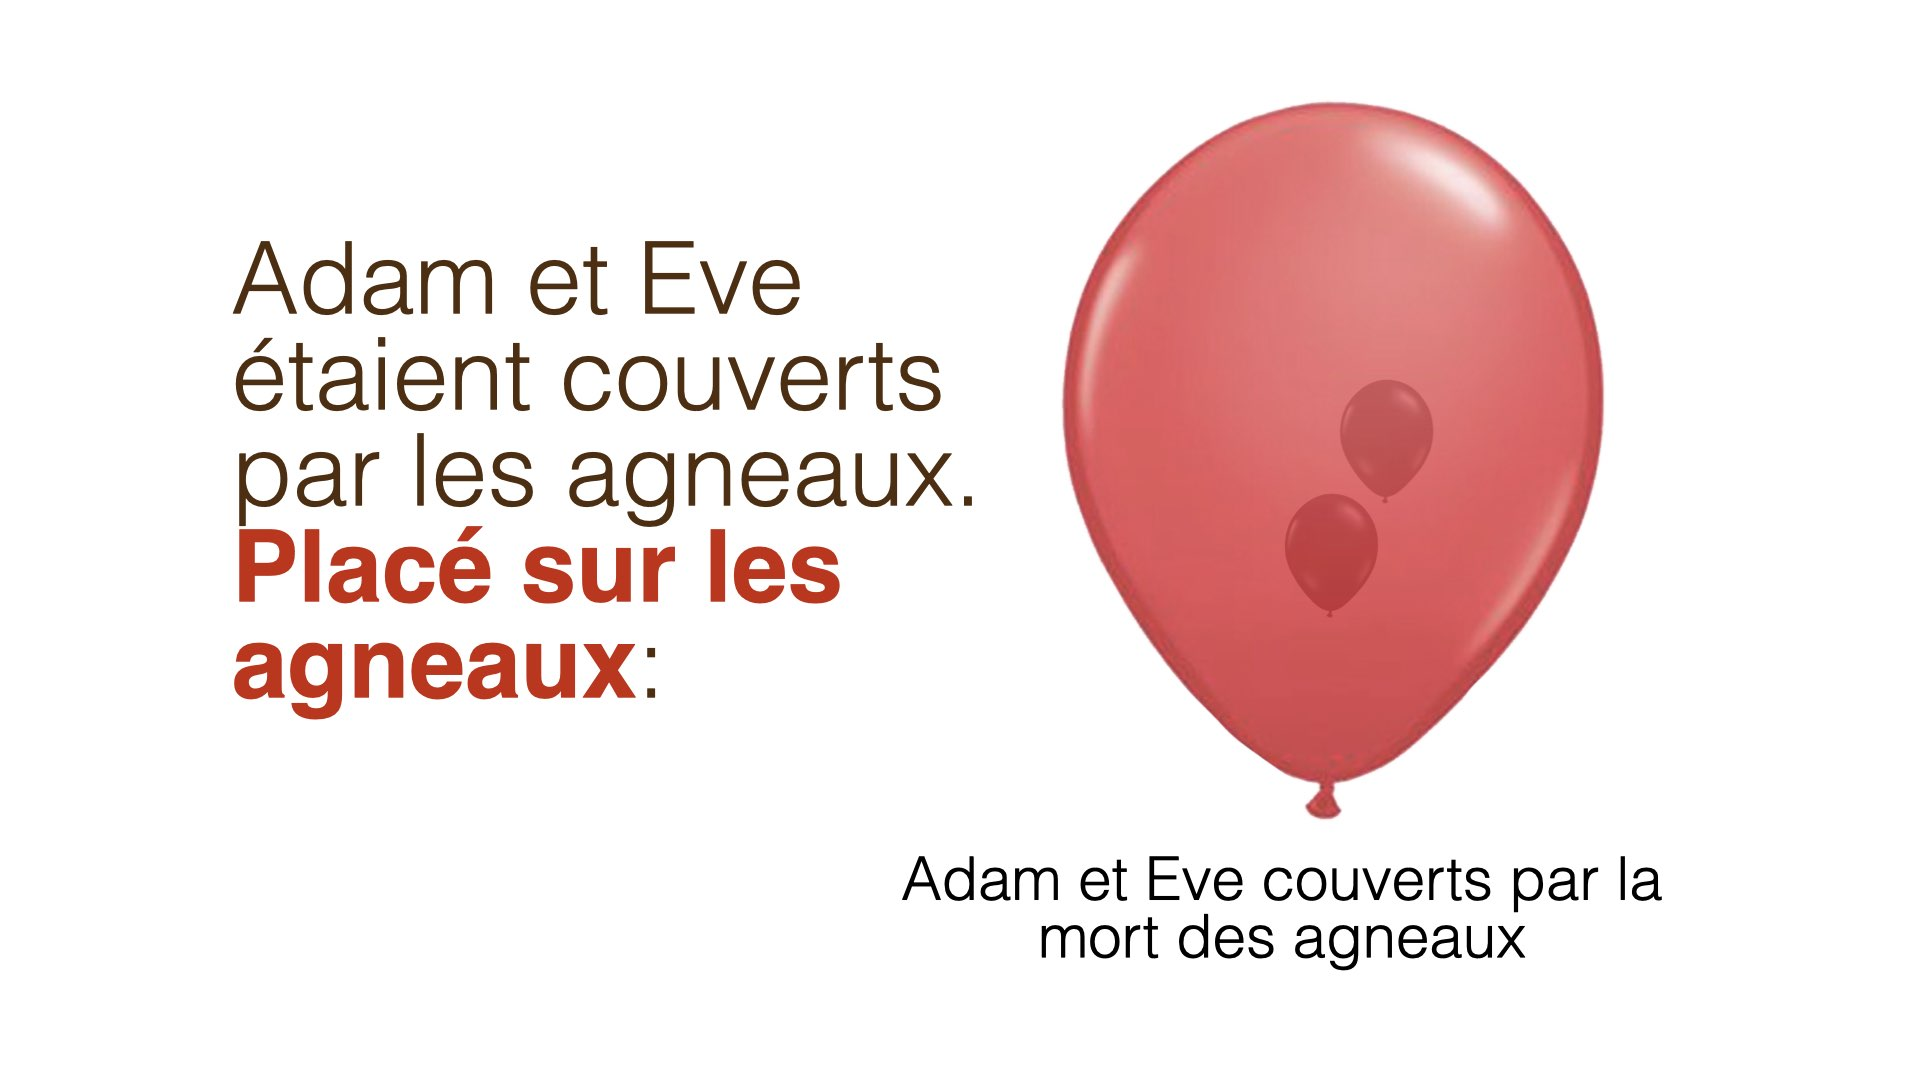 Adam et Eve
étaient couverts
par les agneaux.
Placé sur les
agneaux:
Adam et Eve couverts par la
mort des agneaux